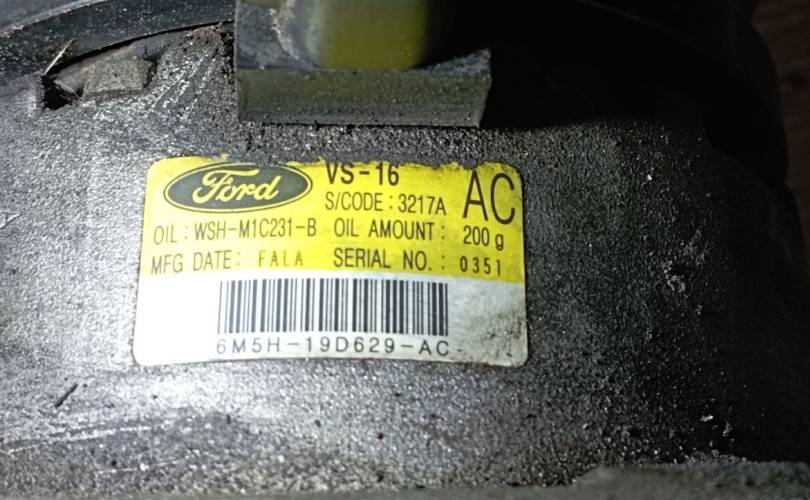 Ford VS-16 AC
S/CODE : 3217A
OIL : WSH-M1C231-B OIL AMOUNT : 200 g
MFG DATE : FALA SERIAL NO. : 0351
6M5H-19D629-AC